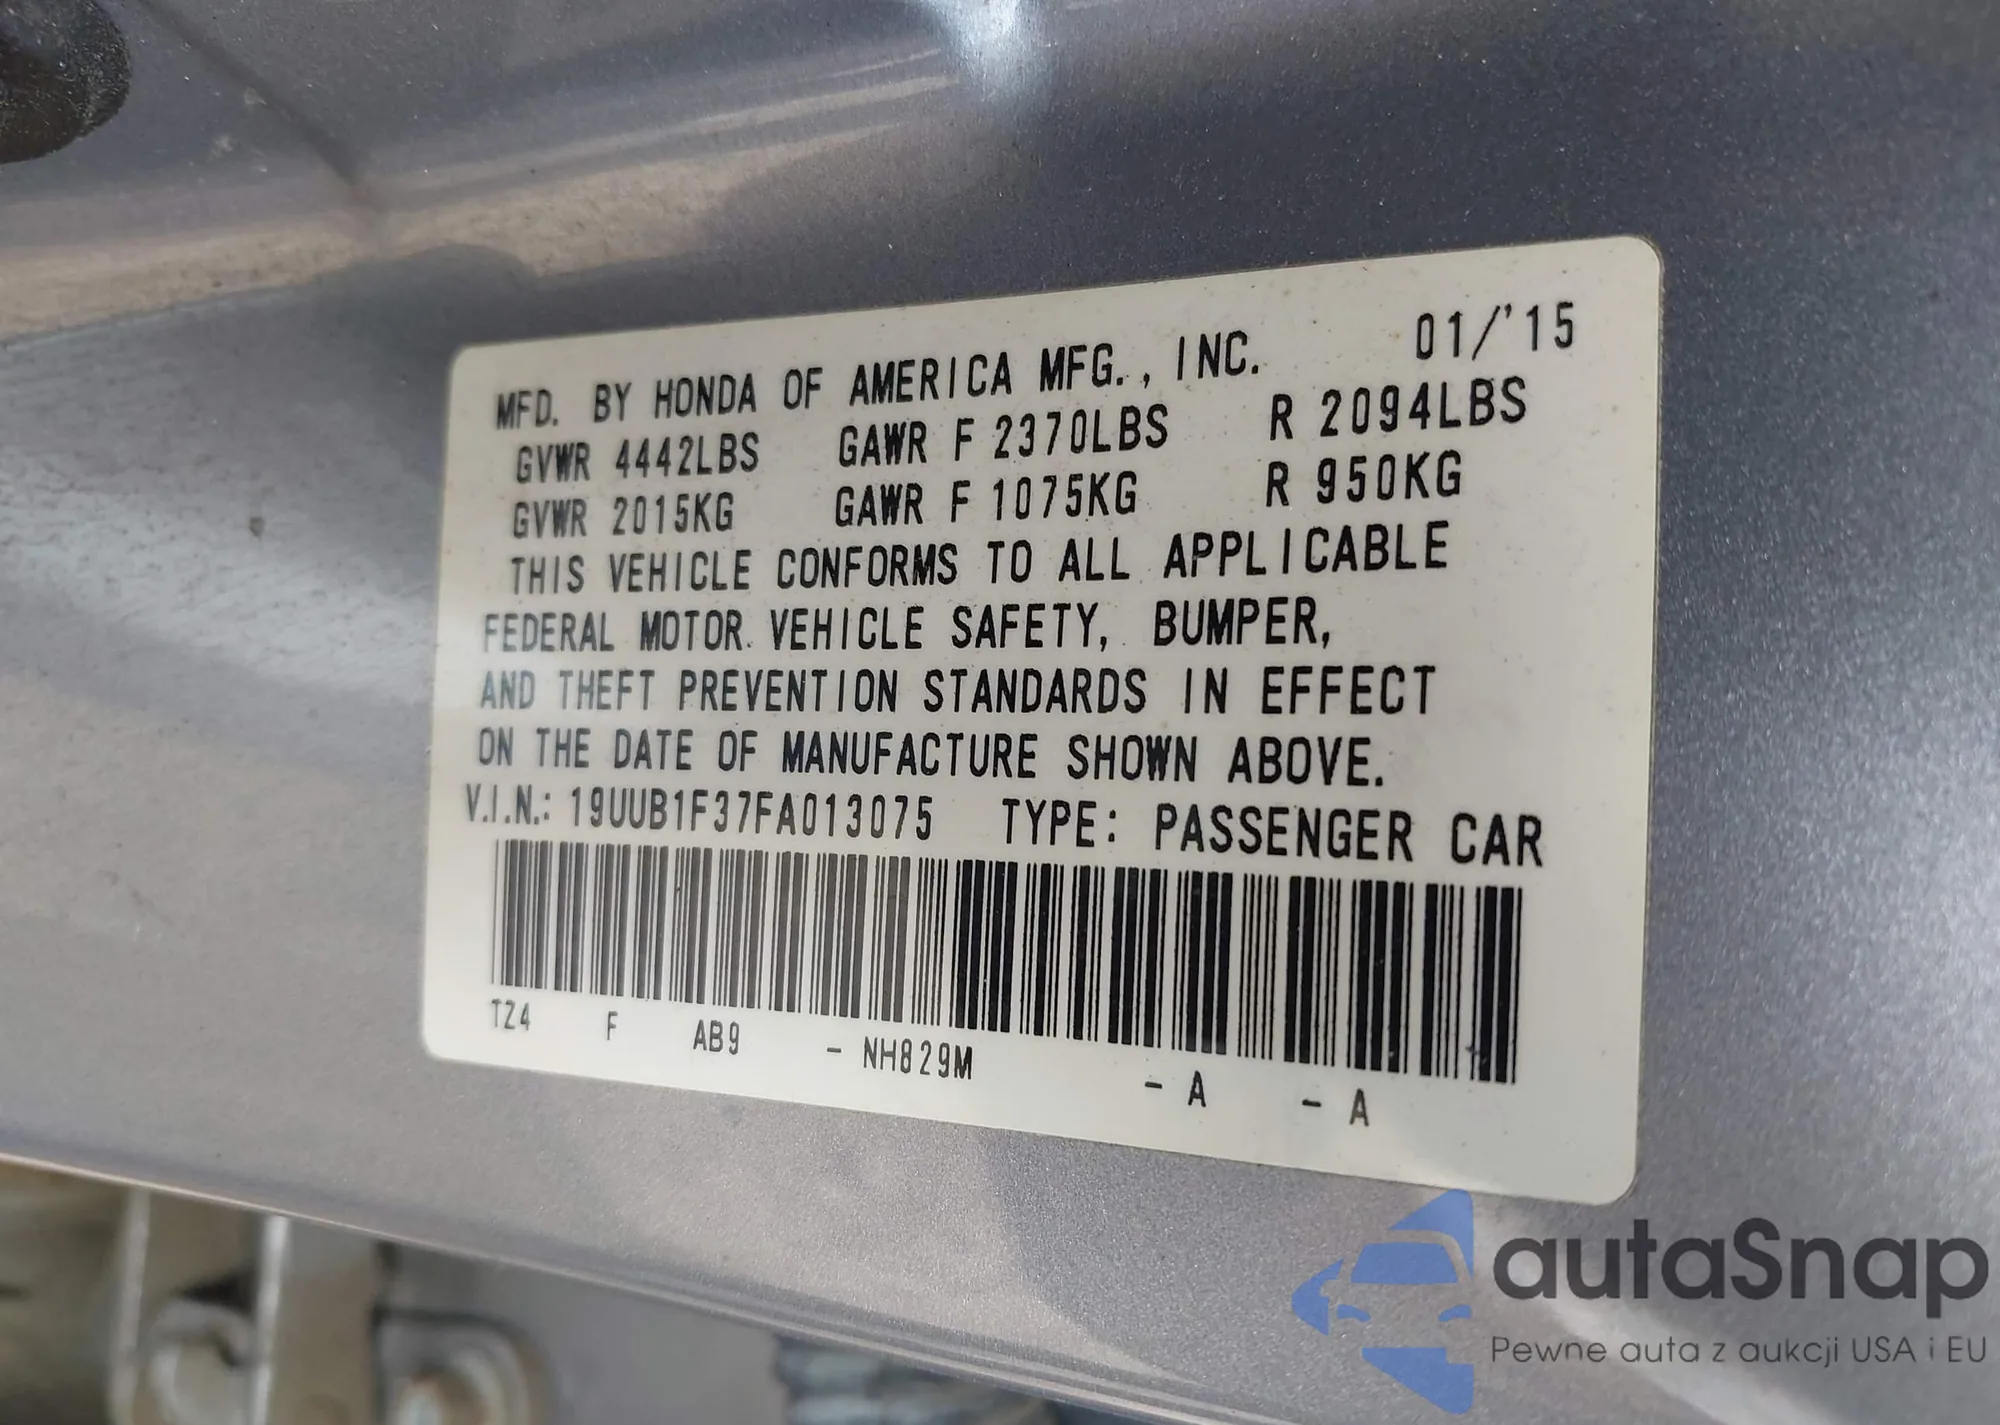 MFD. BY HONDA OF AMERICA MFG., INC. 01/'15
GVWR 4442LBS GAWR F 2370LBS R 2094LBS
GVWR 2015KG GAWR F 1075KG R 950KG
THIS VEHICLE CONFORMS TO ALL APPLICABLE
FEDERAL MOTOR VEHICLE SAFETY, BUMPER,
AND THEFT PREVENTION STANDARDS IN EFFECT
ON THE DATE OF MANUFACTURE SHOWN ABOVE.
V.I.N.: 19UUB1F37FA013075 TYPE: PASSENGER CAR
TZ4 F AB9 - NH829M - A - A
autaSnap
Pewne auta z aukcji USA i EU